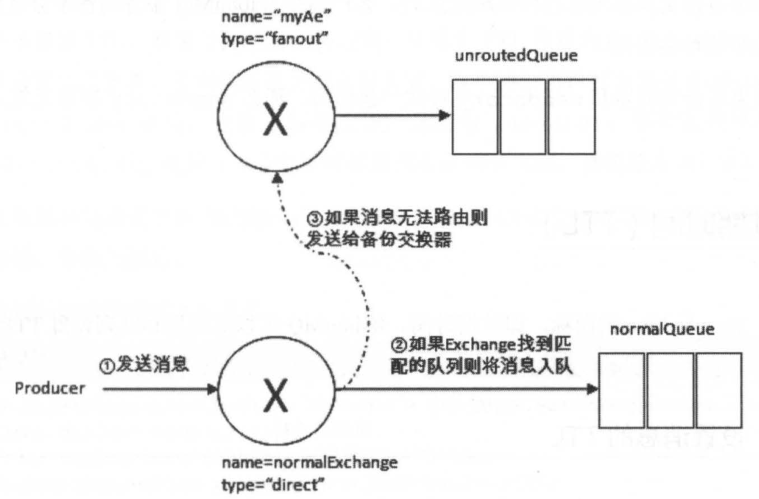 name="myAe"
type="fanout"
unroutedQueue
X
③如果消息无法路由则
发送给备份交换器
normalQueue
②如果Exchange找到匹
配的队列则将消息入队
①发送消息
Producer
X
name=normalExchange
type="direct"